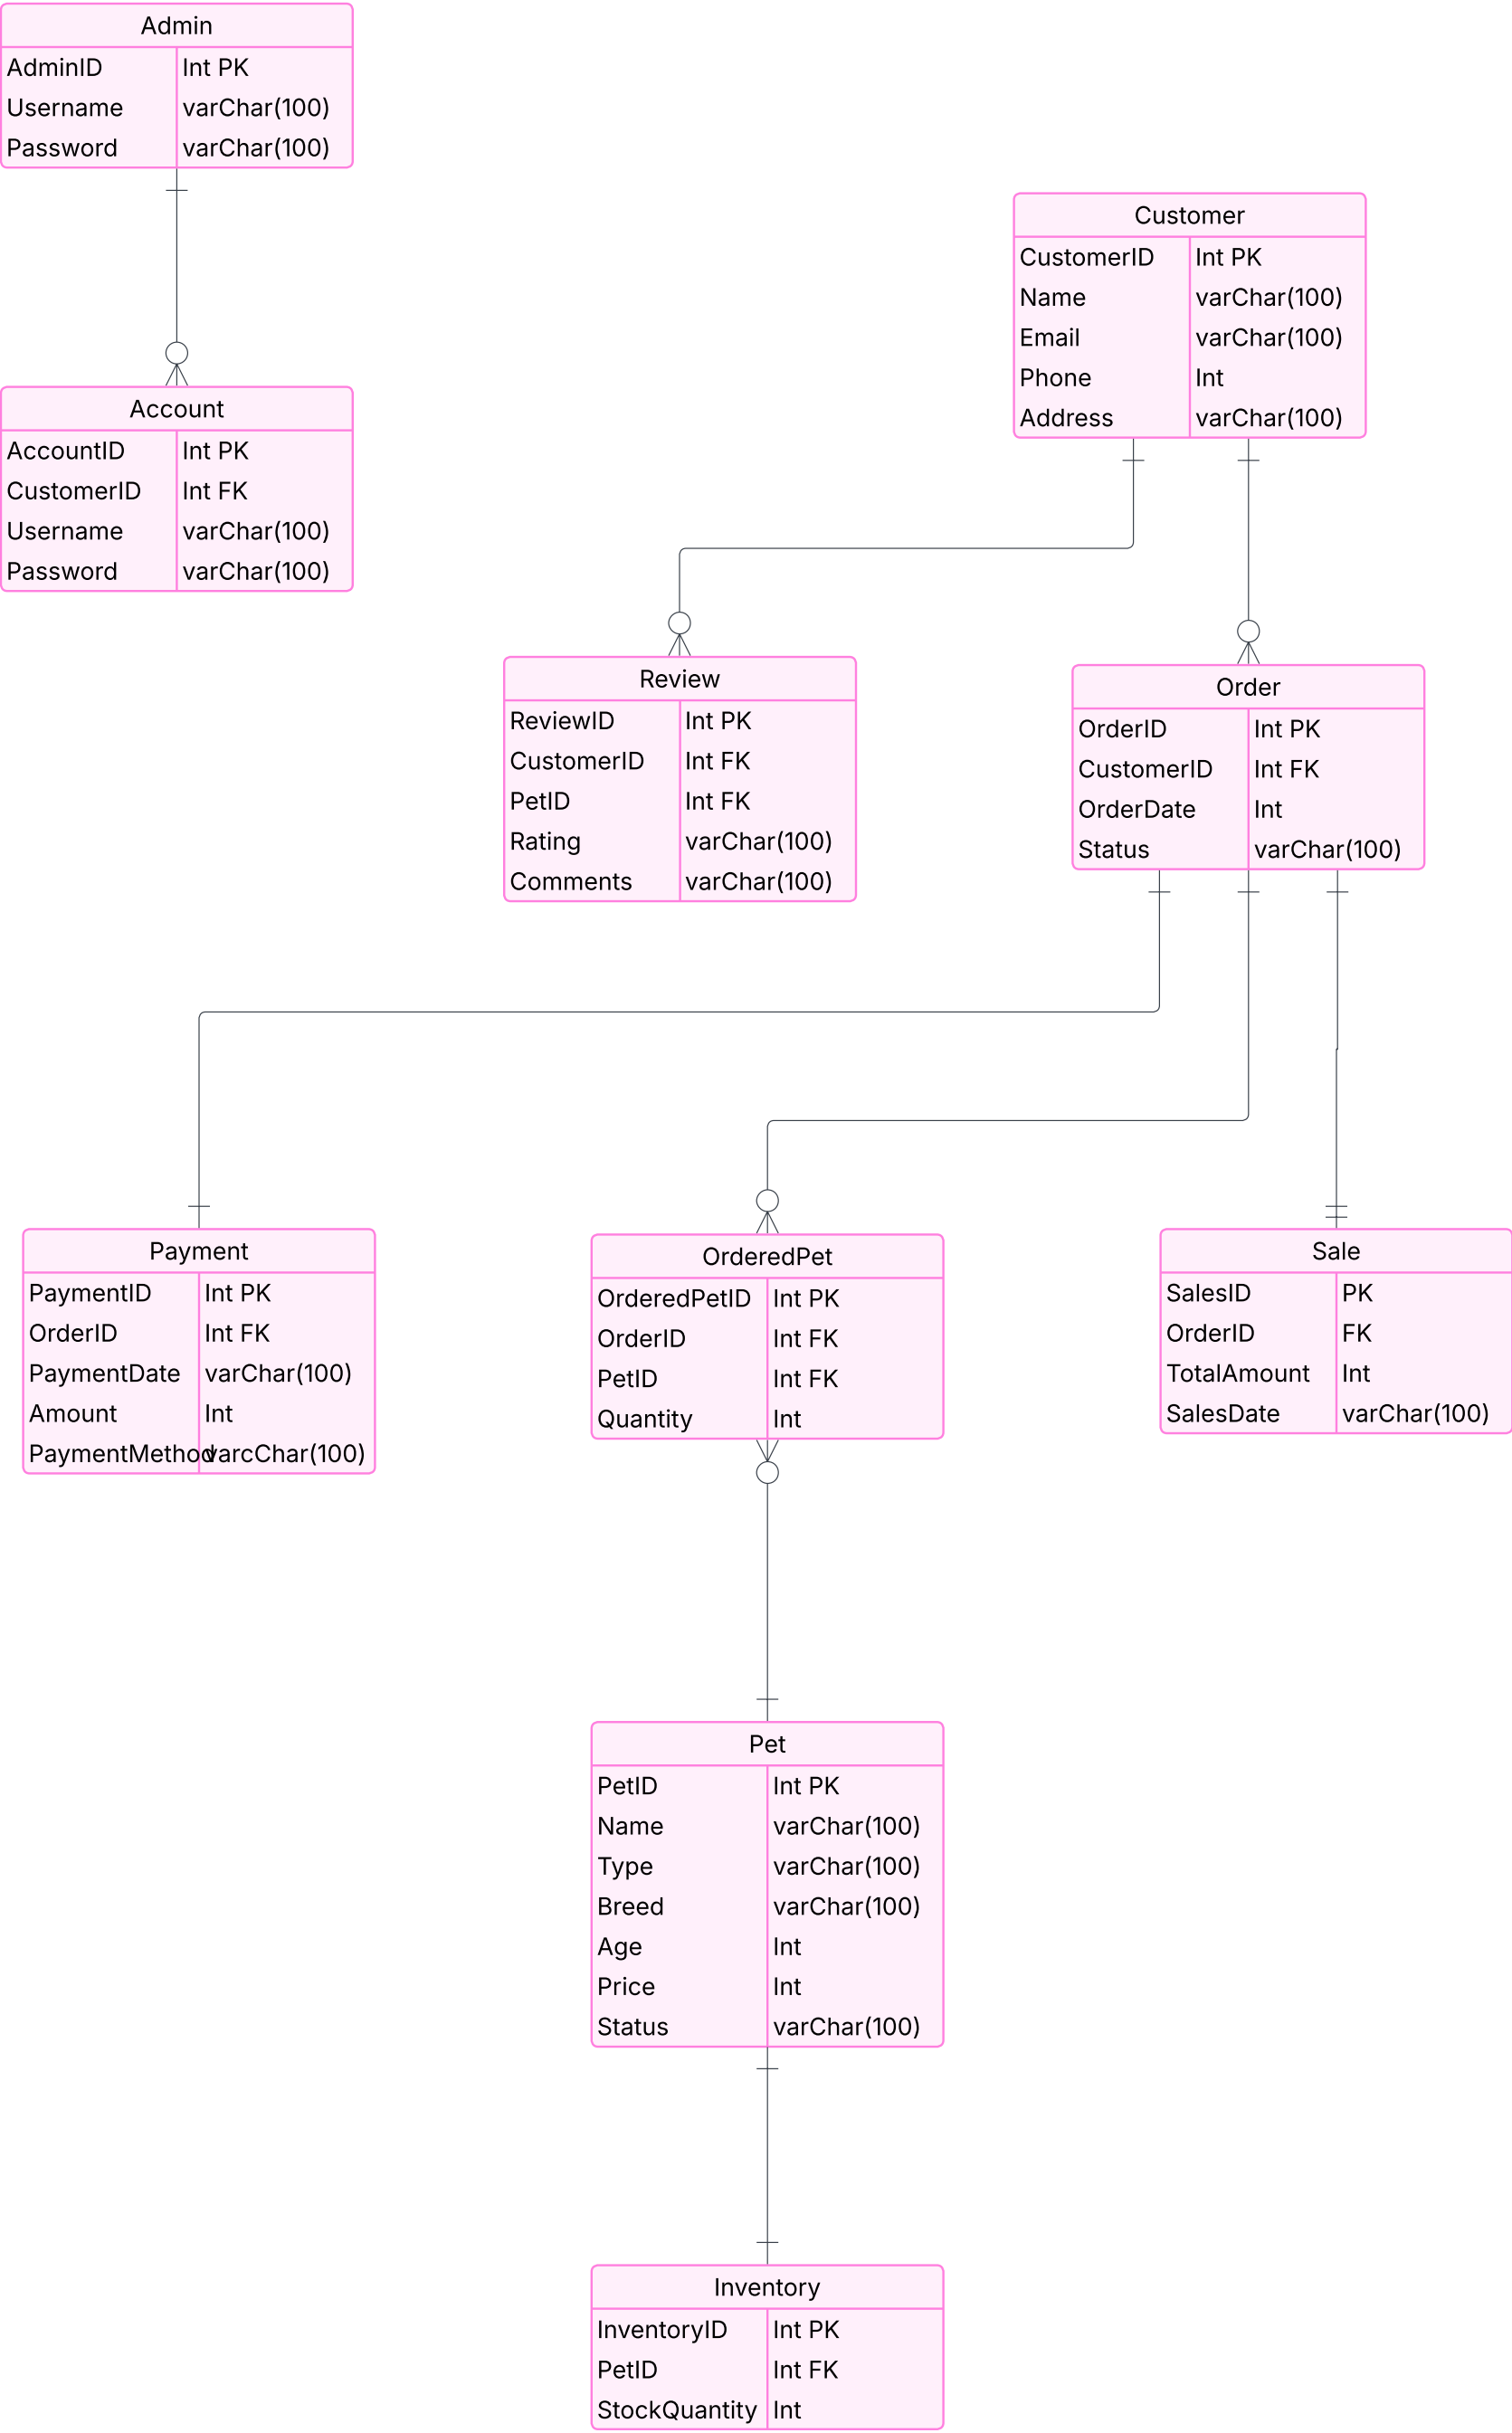 Admin
AdminID Int PK
Username varChar(100)
Password varChar(100)
Customer
CustomerID Int PK
Name varChar(100)
Email varChar(100)
Phone Int
Address varChar(100)
Account
AccountID Int PK
CustomerID Int FK
Username varChar(100)
Password varChar(100)
Review
ReviewID Int PK
CustomerID Int FK
PetID Int FK
Rating varChar(100)
Comments varChar(100)
Order
OrderID Int PK
CustomerID Int FK
OrderDate Int
Status varChar(100)
Payment
PaymentID Int PK
OrderID Int FK
PaymentDate varChar(100)
Amount Int
PaymentMethod varcChar(100)
OrderedPet
OrderedPetID Int PK
OrderID Int FK
PetID Int FK
Quantity Int
Sale
SalesID PK
OrderID FK
TotalAmount Int
SalesDate varChar(100)
Pet
PetID Int PK
Name varChar(100)
Type varChar(100)
Breed varChar(100)
Age Int
Price Int
Status varChar(100)
Inventory
InventoryID Int PK
PetID Int FK
StockQuantity Int